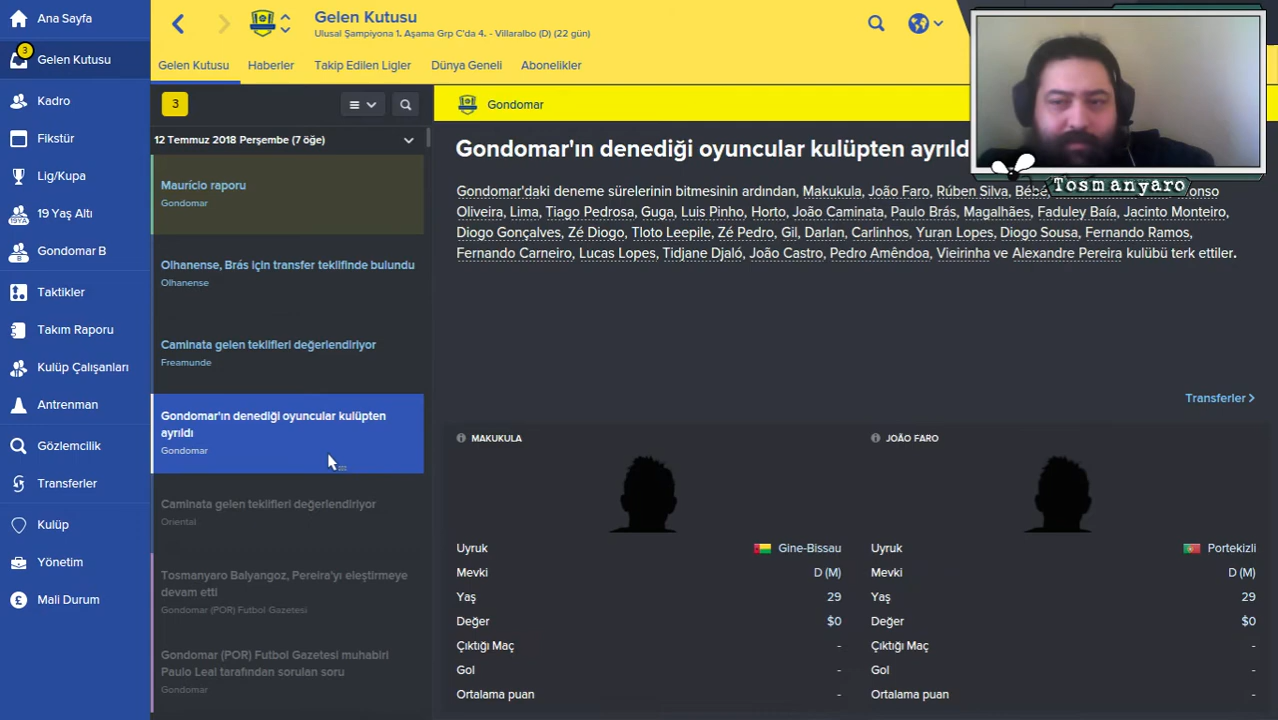 Ana Sayfa
3
Gelen Kutusu
Kadro
Fikstür
Lig/Kupa
19 Yaş Altı
Gondomar B
Taktikler
Takım Raporu
Kulüp Çalışanları
Antrenman
Gözlemcilik
Transferler
Kulüp
Yönetim
Mali Durum
Gelen Kutusu
Ulusal Şampiyona 1. Aşama Grp C'da 4. - Villaralbo (D) (22 gün)
Gelen Kutusu Haberler Takip Edilen Ligler Dünya Geneli Abonelikler
3
12 Temmuz 2018 Perşembe (7 öğe)
Maurício raporu
Gondomar
Olhanense, Brás için transfer teklifinde bulundu
Olhanense
Caminata gelen teklifleri değerlendiriyor
Freamunde
Gondomar'ın denediği oyuncular kulüpten
ayrıldı
Gondomar
Caminata gelen teklifleri değerlendiriyor
Oriental
Tosmanyaro Balyangoz, Pereira'yı eleştirmeye
devam etti
Gondomar (POR) Futbol Gazetesi
Gondomar (POR) Futbol Gazetesi muhabiri
Paulo Leal tarafından sorulan soru
Gondomar
Gondomar
Gondomar'ın denediği oyuncular kulüpten ayrıld
Gondomar'daki deneme sürelerinin bitmesinin ardından, Makukula, João Faro, Rúben Silva,
Oliveira, Lima, Tiago Pedrosa, Guga, Luis Pinho, Horto, João Caminata, Paulo Brás, Magalhães, Faduley Baía, Jacinto Monteiro,
Diogo Gonçalves, Zé Diogo, Tloto Leepile, Zé Pedro, Gil, Darlan, Carlinhos, Yuran Lopes, Diogo Sousa, Fernando Ramos,
Fernando Carneiro, Lucas Lopes, Tidjane Djaló, João Castro, Pedro Amêndoa, Vieirinha ve Alexandre Pereira kulübü terk ettiler.
Tosmanyaro
Transferler
MAKUKULA
Uyruk Gine-Bissau
Mevki D (M)
Yaş 29
Değer $0
Çıktığı Maç -
Gol -
Ortalama puan -
JOÃO FARO
Uyruk Portekizli
Mevki D (M)
Yaş 29
Değer $0
Çıktığı Maç -
Gol -
Ortalama puan -